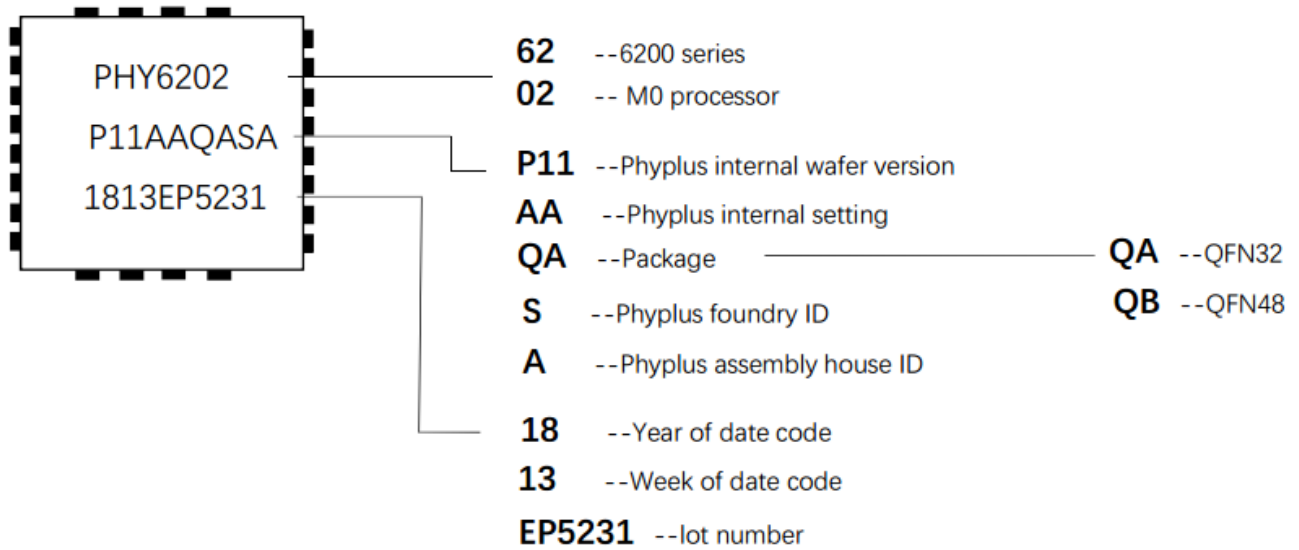 PHY6202
P11AAQASA
1813EP5231
62 --6200 series
02 -- M0 processor
P11 --Phyplus internal wafer version
AA --Phyplus internal setting
QA --Package
QA --QFN32
QB --QFN48
S --Phyplus foundry ID
A --Phyplus assembly house ID
18 --Year of date code
13 --Week of date code
EP5231 --lot number